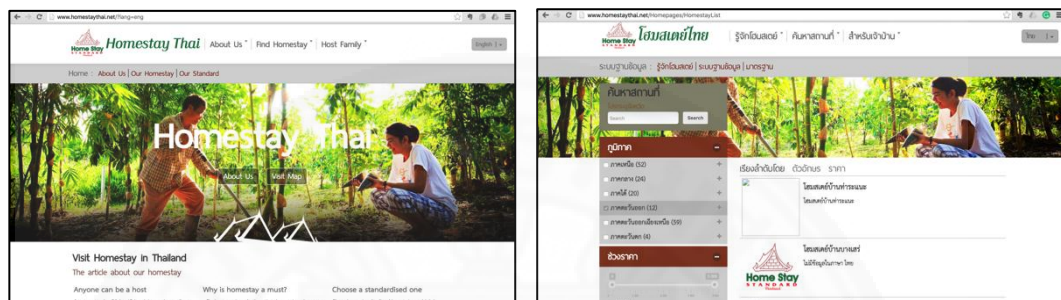 www.homestaythai.net/?lang=eng
Home Stay
STANDARD
Homestay Thai
About Us
Find Homestay
Host Family
English
Home : About Us | Our Homestay | Our Standard
Homestay Thai
About Us
Visit Map
Visit Homestay in Thailand
The article about our homestay
Anyone can be a host
Why is homestay a must?
Choose a standardised one
www.homestaythai.net/Homepages/HomestayList
Home Stay
STANDARD
โฮมสเตย์ไทย
รู้จักโฮมสเตย์
ค้นหาสถานที่
สำหรับเจ้าบ้าน
ไทย
ระบบฐานข้อมูล : รู้จักโฮมสเตย์ | ระบบฐานข้อมูล | มาตรฐาน
ค้นหาสถานที่
Search
Search
ภูมิภาค
ภาคเหนือ (52)
ภาคกลาง (24)
ภาคใต้ (20)
ภาคตะวันออก (12)
ภาคตะวันออกเฉียงเหนือ (59)
ภาคตะวันตก (4)
ช่วงราคา
เรียงลำดับโดย ตัวอักษร ราคา
โฮมสเตย์บ้านท่าระแนะ
โฮมสเตย์บ้านท่าระแนะ
โฮมสเตย์บ้านบางเสร่
ไม่มีข้อมูลในภาษา ไทย
Home Stay
STANDARD
Thailand